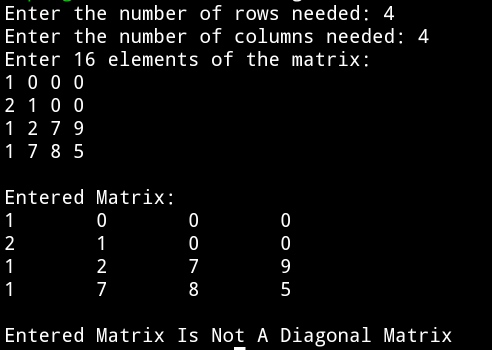 Enter the number of rows needed: 4
Enter the number of columns needed: 4
Enter 16 elements of the matrix:
1 0 0 0
2 1 0 0
1 2 7 9
1 7 8 5
Entered Matrix:
1 0 0 0
2 1 0 0
1 2 7 9
1 7 8 5
Entered Matrix Is Not A Diagonal Matrix